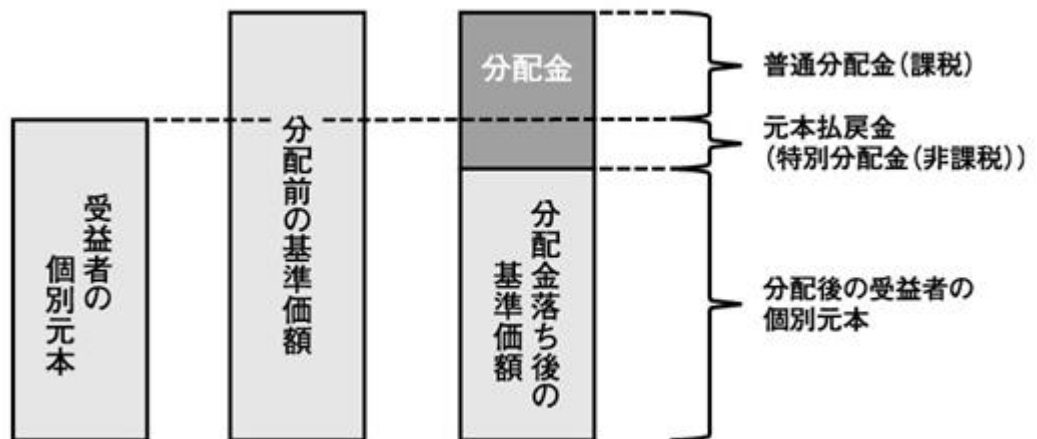 受益者の
個別元本
分配前の基準価額
分配金
分配金落ち後の
基準価額
普通分配金(課税)
元本払戻金
(特別分配金(非課税))
分配後の受益者の
個別元本